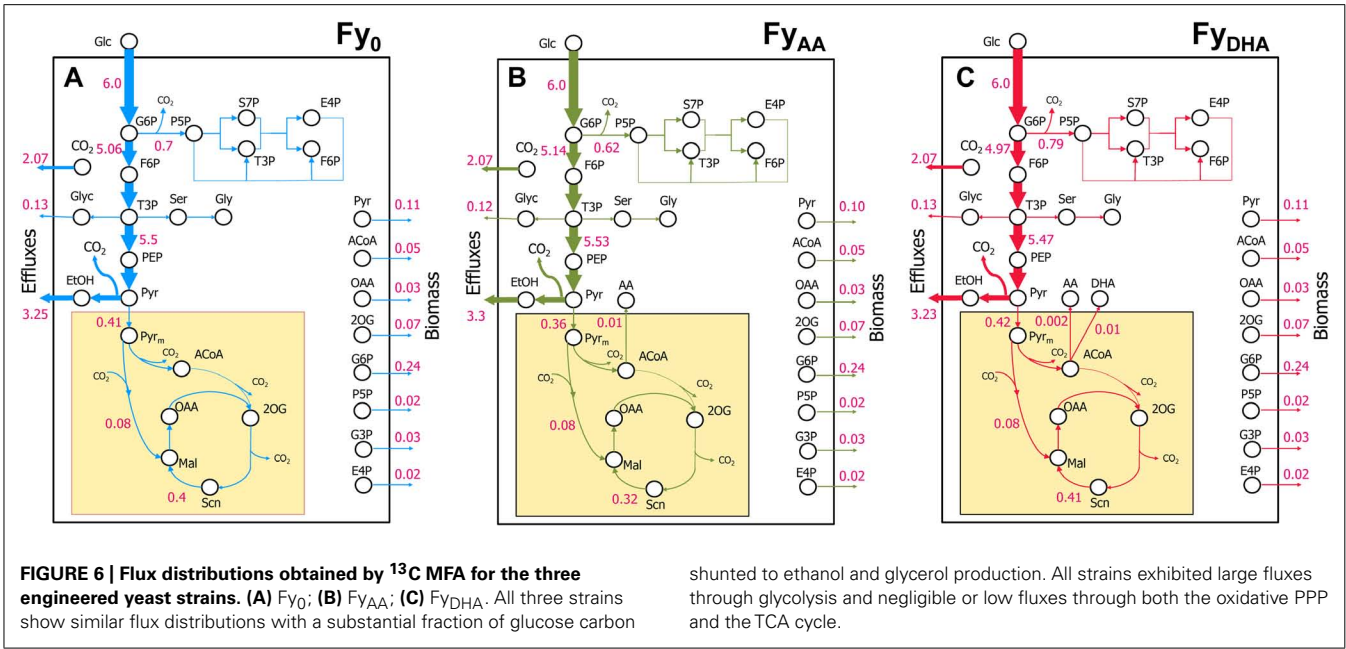 Fy0
A
Glc
6.0
G6P
CO2
P5P
0.7
S7P
E4P
T3P
F6P
5.06
CO2
2.07
F6P
0.13
Glyc
T3P
Ser
Gly
5.5
CO2
PEP
Effluxes
EtOH
Pyr
3.25
0.41
Pyrm
CO2
ACoA
CO2
CO2
OAA
2OG
0.08
Mal
CO2
0.4
Scn
Pyr
0.11
ACoA
0.05
OAA
0.03
2OG
0.07
G6P
0.24
P5P
0.02
G3P
0.03
E4P
0.02
Biomass
FyAA
B
Glc
6.0
G6P
CO2
P5P
0.62
S7P
E4P
T3P
F6P
5.14
CO2
2.07
F6P
0.12
Glyc
T3P
Ser
Gly
5.53
CO2
PEP
Effluxes
EtOH
Pyr
AA
3.3
0.36
0.01
Pyrm
CO2
ACoA
CO2
CO2
OAA
2OG
0.08
Mal
CO2
0.32
Scn
Pyr
0.10
ACoA
0.05
OAA
0.03
2OG
0.07
G6P
0.24
P5P
0.02
G3P
0.03
E4P
0.02
Biomass
FyDHA
C
Glc
6.0
G6P
CO2
P5P
0.79
S7P
E4P
T3P
F6P
4.97
CO2
2.07
F6P
0.13
Glyc
T3P
Ser
Gly
5.47
CO2
PEP
Effluxes
EtOH
Pyr
AA
DHA
3.23
0.42
0.002
0.01
Pyrm
CO2
ACoA
CO2
CO2
OAA
2OG
0.08
Mal
CO2
0.41
Scn
Pyr
0.11
ACoA
0.05
OAA
0.03
2OG
0.07
G6P
0.24
P5P
0.02
G3P
0.03
E4P
0.02
Biomass
FIGURE 6 | Flux distributions obtained by 13C MFA for the three
engineered yeast strains. (A) Fy0; (B) FyAA; (C) FyDHA. All three strains
show similar flux distributions with a substantial fraction of glucose carbon
shunted to ethanol and glycerol production. All strains exhibited large fluxes
through glycolysis and negligible or low fluxes through both the oxidative PPP
and the TCA cycle.